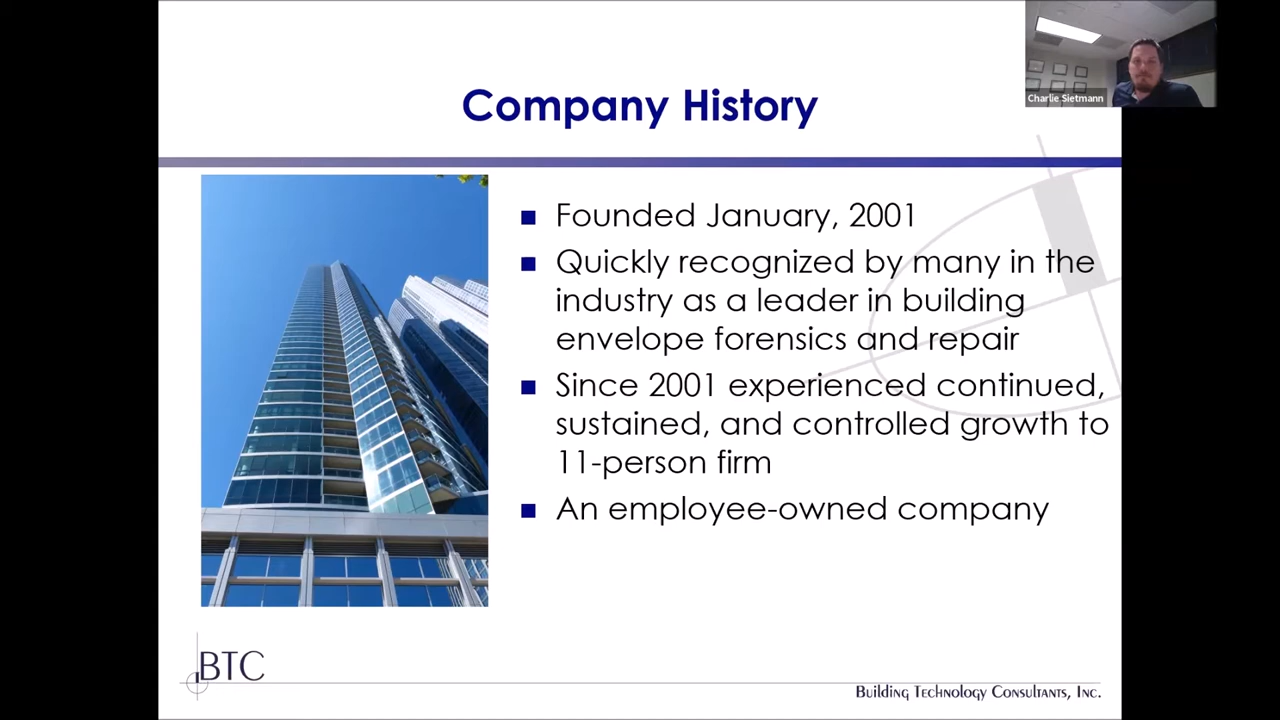 Charlie Sietmann
Company History
Founded January, 2001
Quickly recognized by many in the
industry as a leader in building
envelope forensics and repair
Since 2001 experienced continued,
sustained, and controlled growth to
11-person firm
An employee-owned company
BTC
Building Technology Consultants, Inc.